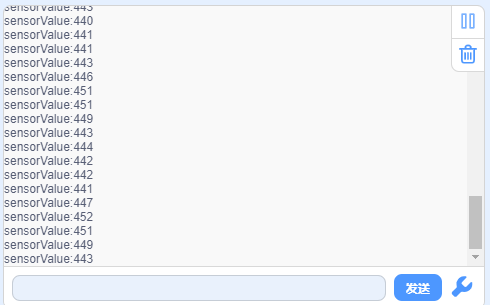 sensorValue:443
sensorValue:440
sensorValue:441
sensorValue:441
sensorValue:443
sensorValue:446
sensorValue:451
sensorValue:451
sensorValue:449
sensorValue:443
sensorValue:444
sensorValue:442
sensorValue:442
sensorValue:441
sensorValue:447
sensorValue:452
sensorValue:451
sensorValue:449
sensorValue:443
发送